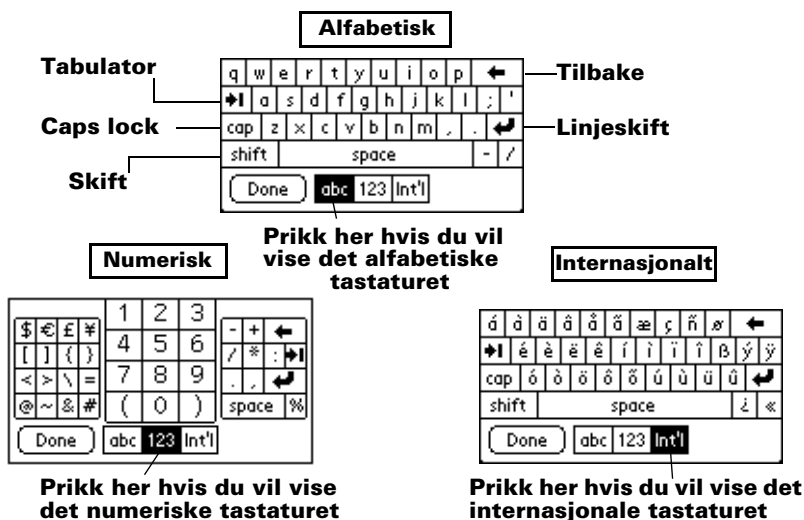 Alfabetisk
Tabulator
Caps lock
Skift
Tilbake
Linjeskift
q w e r t y u i o p
a s d f g h j k l ; '
cap z x c v b n m , .
shift space - /
Done abc 123 Int'l
Prikk her hvis du vil
vise det alfabetiske
tastaturet
Numerisk
$ € £ ¥ 1 2 3 - +
[ ] { } 4 5 6 / * :
< > \ = 7 8 9 . ,
@ ~ & # ( 0 ) space %
Done abc 123 Int'l
Prikk her hvis du vil vise
det numeriske tastaturet
Internasjonalt
á à ä â å ã æ ç ñ ø
é è ë ê í ì ï î ß ý ÿ
cap ó ò ö ô õ ú ù ü û
shift space ¿ «
Done abc 123 Int'l
Prikk her hvis du vil vise det
internasjonale tastaturet